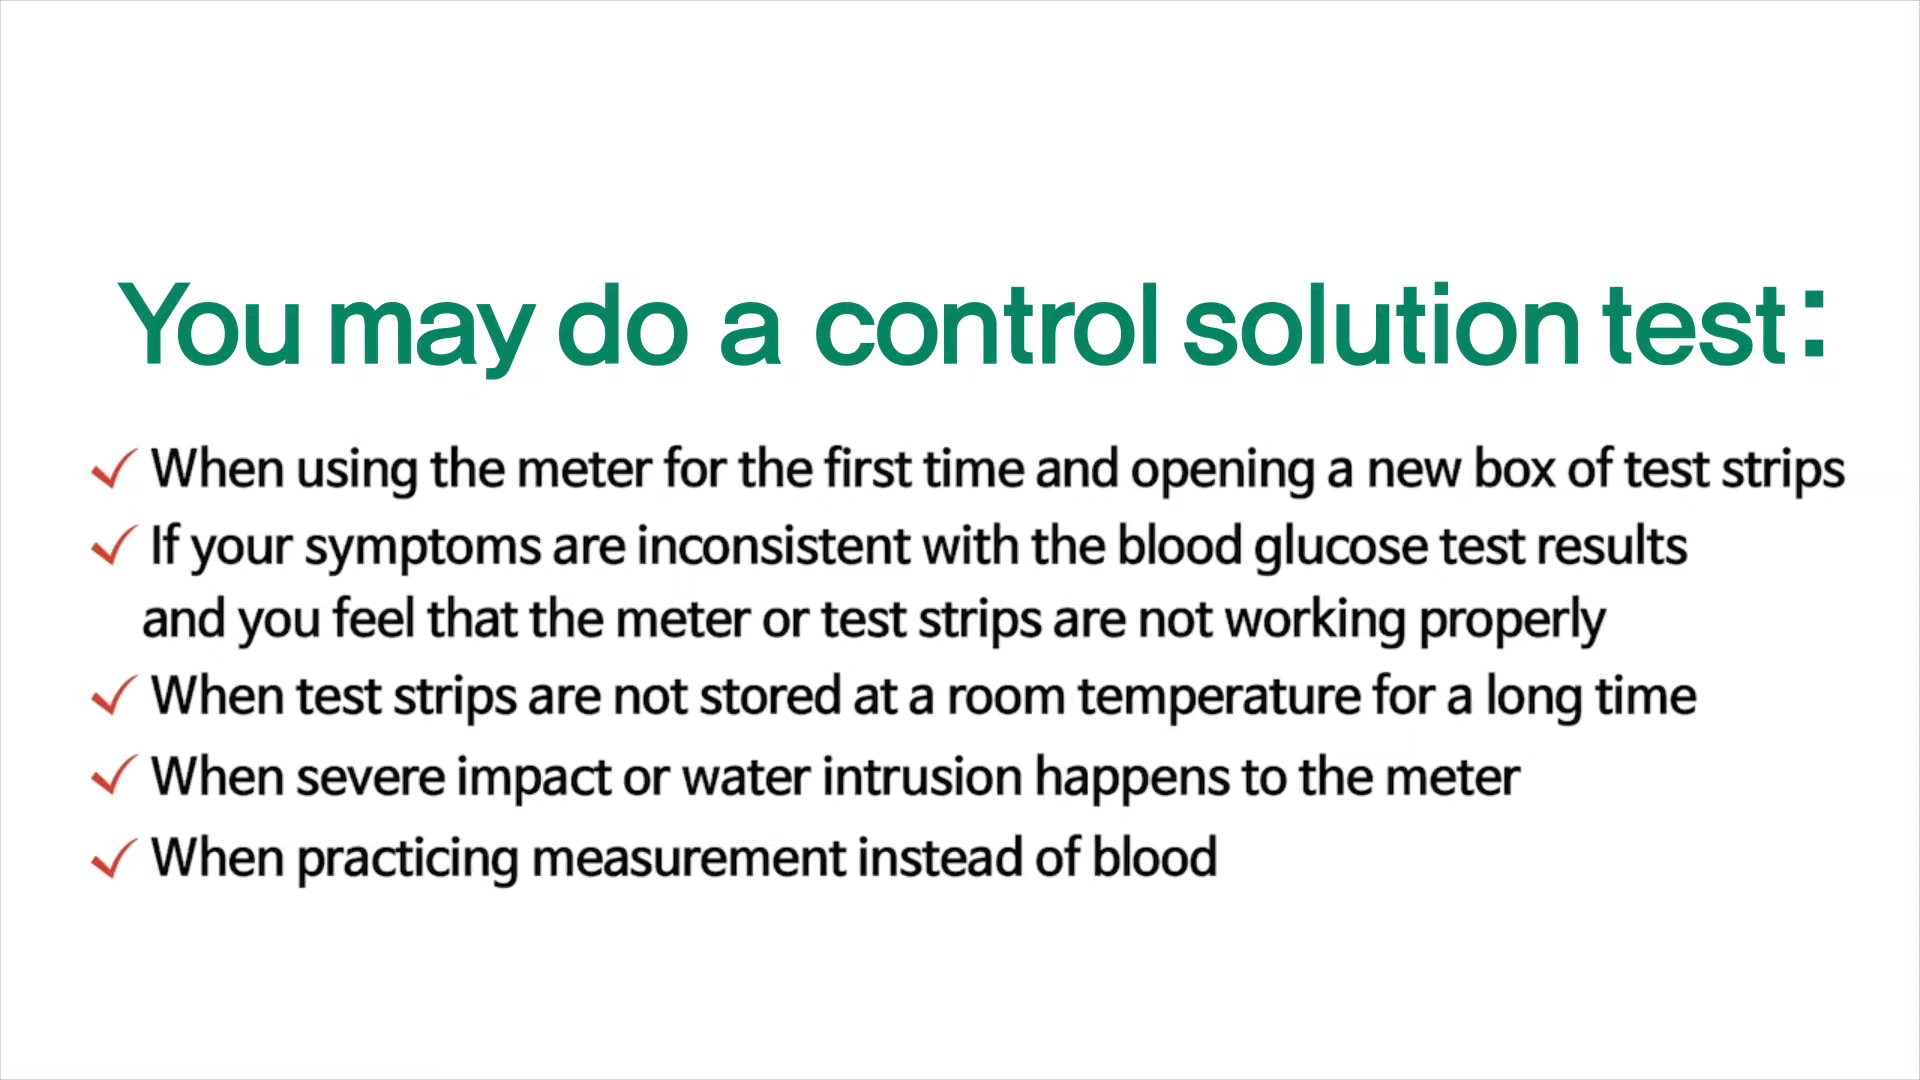 You may do a control solution test:
When using the meter for the first time and opening a new box of test strips
If your symptoms are inconsistent with the blood glucose test results
and you feel that the meter or test strips are not working properly
When test strips are not stored at a room temperature for a long time
When severe impact or water intrusion happens to the meter
When practicing measurement instead of blood